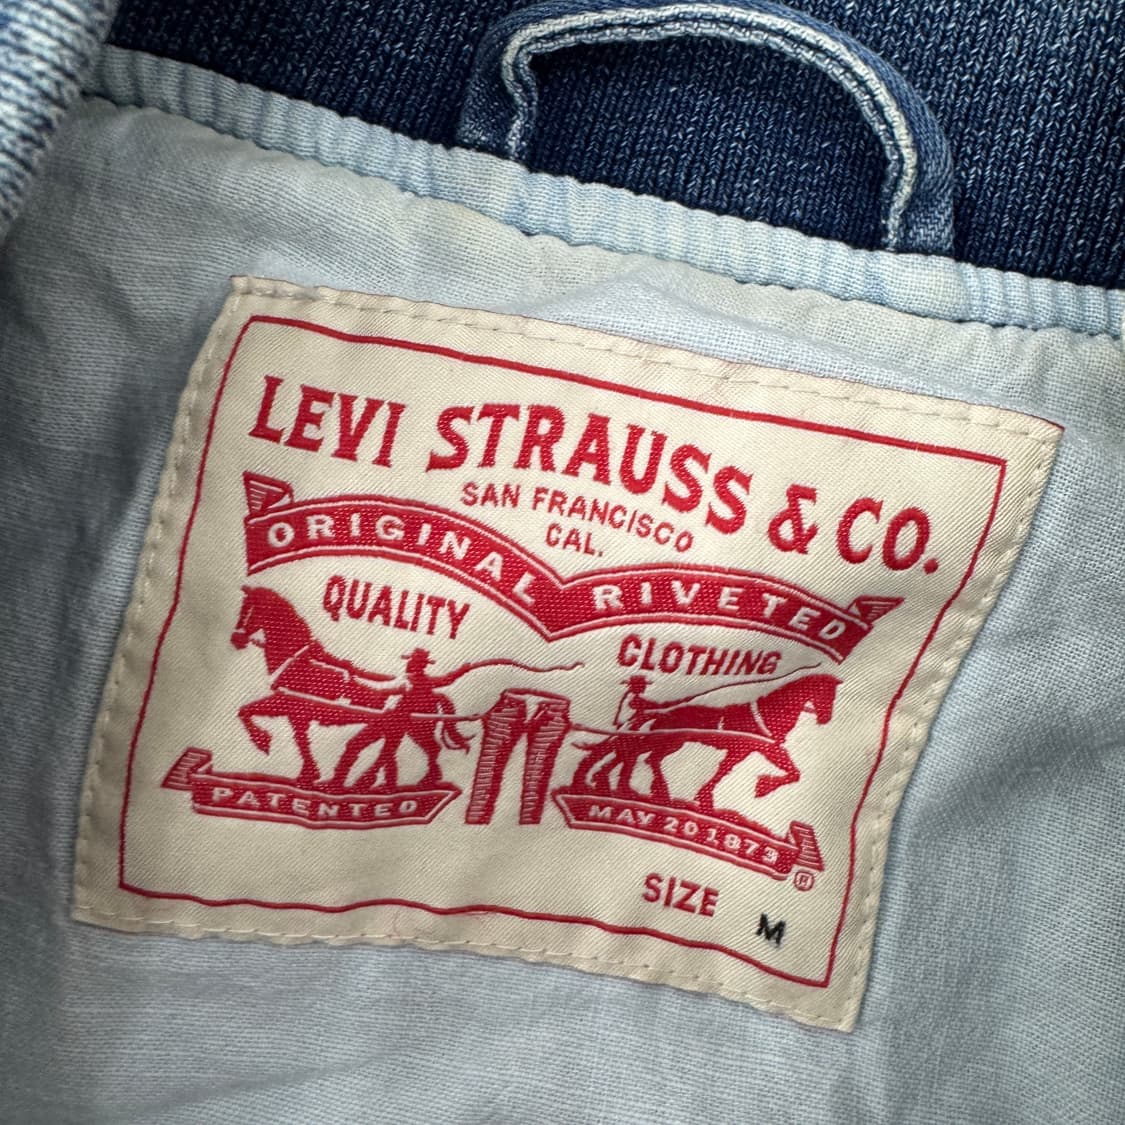 LEVI STRAUSS & CO.
SAN FRANCISCO
CAL.
ORIGINAL RIVETED
QUALITY CLOTHING
PATENTED MAY 20 1873
®
SIZE M